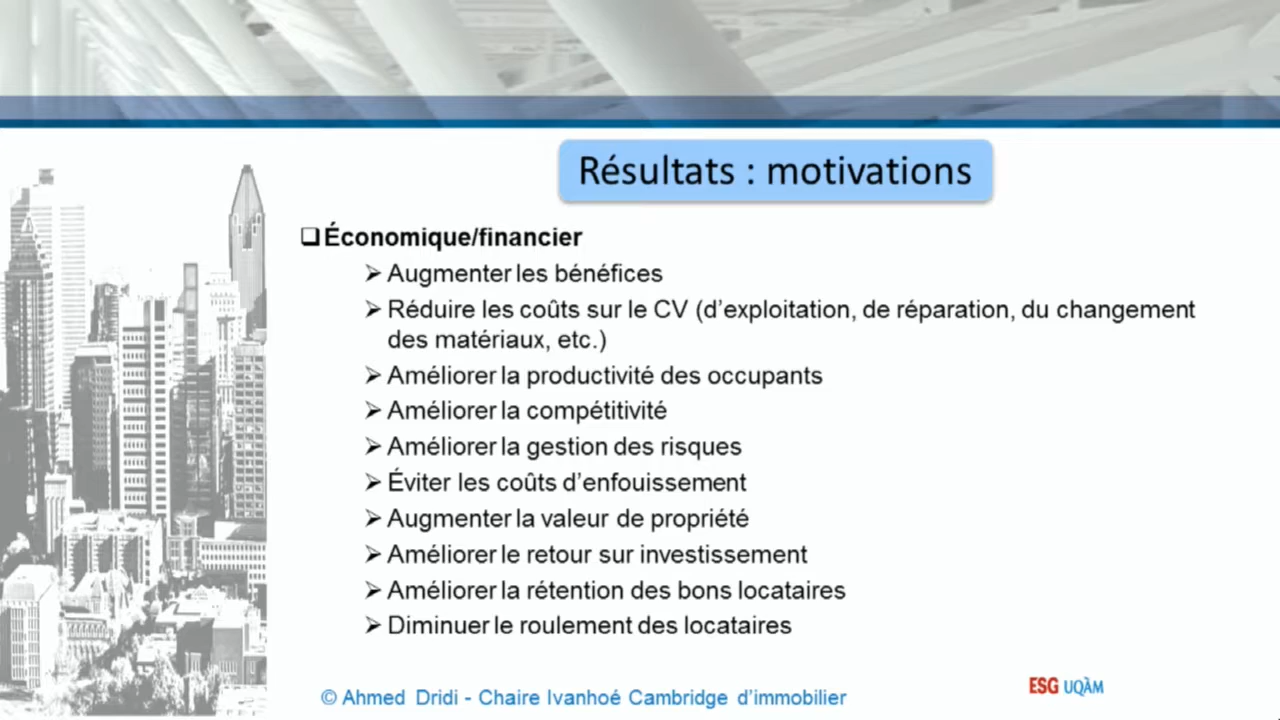 Résultats : motivations
❑Économique/financier
➢ Augmenter les bénéfices
➢ Réduire les coûts sur le CV (d’exploitation, de réparation, du changement
des matériaux, etc.)
➢ Améliorer la productivité des occupants
➢ Améliorer la compétitivité
➢ Améliorer la gestion des risques
➢ Éviter les coûts d’enfouissement
➢ Augmenter la valeur de propriété
➢ Améliorer le retour sur investissement
➢ Améliorer la rétention des bons locataires
➢ Diminuer le roulement des locataires
© Ahmed Dridi - Chaire Ivanhoé Cambridge d’immobilier
ESG UQÀM